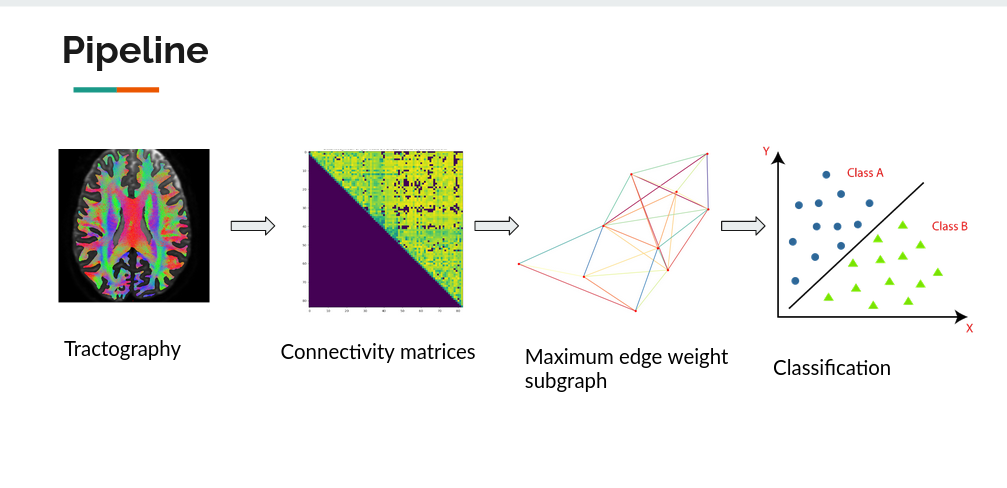 Pipeline
Y
Class A
Class B
X
Tractography
Connectivity matrices
Maximum edge weight
subgraph
Classification